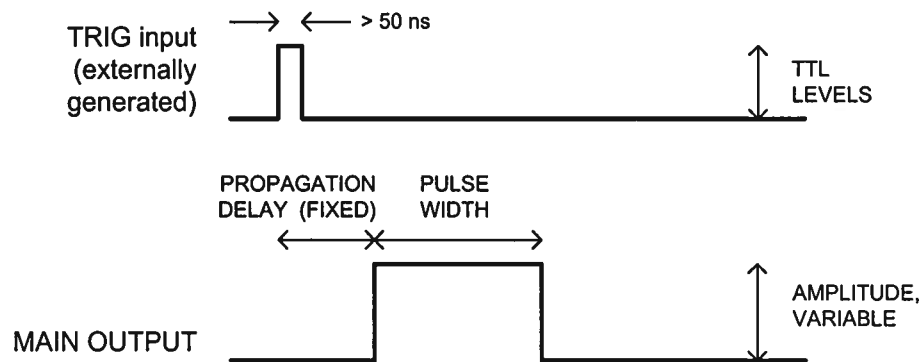 TRIG input
(externally
generated)
> 50 ns
TTL
LEVELS
PROPAGATION
DELAY (FIXED)
PULSE
WIDTH
MAIN OUTPUT
AMPLITUDE,
VARIABLE